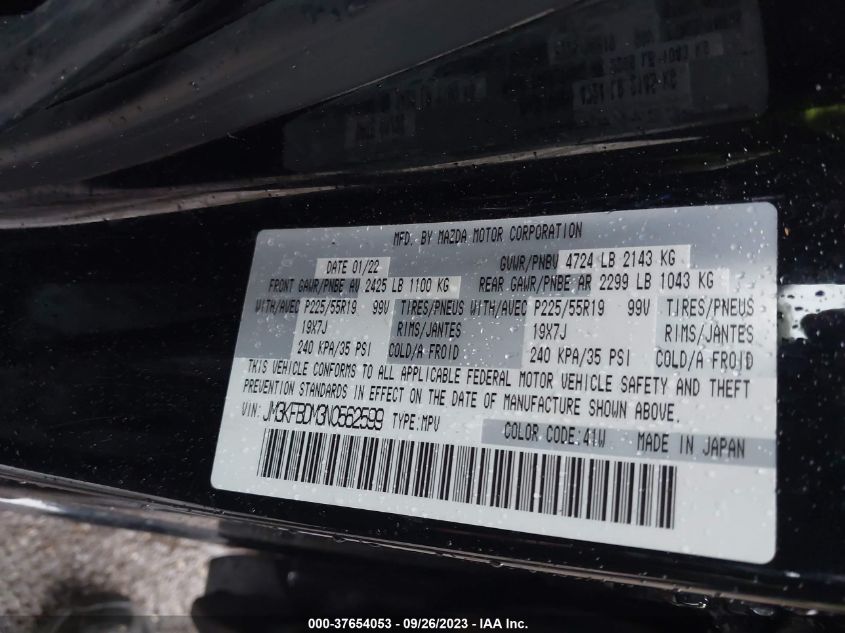 MFD. BY MAZDA MOTOR CORPORATION
DATE 01/22 GVWR/PNBV 4724 LB 2143 KG
FRONT GAWR/PNBE AV 2425 LB 1100 KG REAR GAWR/PNBE AR 2299 LB 1043 KG
WITH/AVEC P225/55R19 99V TIRES/PNEUS WITH/AVEC P225/55R19 99V TIRES/PNEUS
19X7J RIMS/JANTES 19X7J RIMS/JANTES
240 KPA/35 PSI COLD/A FROID 240 KPA/35 PSI COLD/A FROID
THIS VEHICLE CONFORMS TO ALL APPLICABLE FEDERAL MOTOR VEHICLE SAFETY AND THEFT
PREVENTION STANDARDS IN EFFECT ON THE DATE OF MANUFACTURE SHOWN ABOVE.
VIN: JM3KFBDM3N0562599 TYPE:MPV
COLOR CODE:41W MADE IN JAPAN
000-37654053 - 09/26/2023 - IAA Inc.